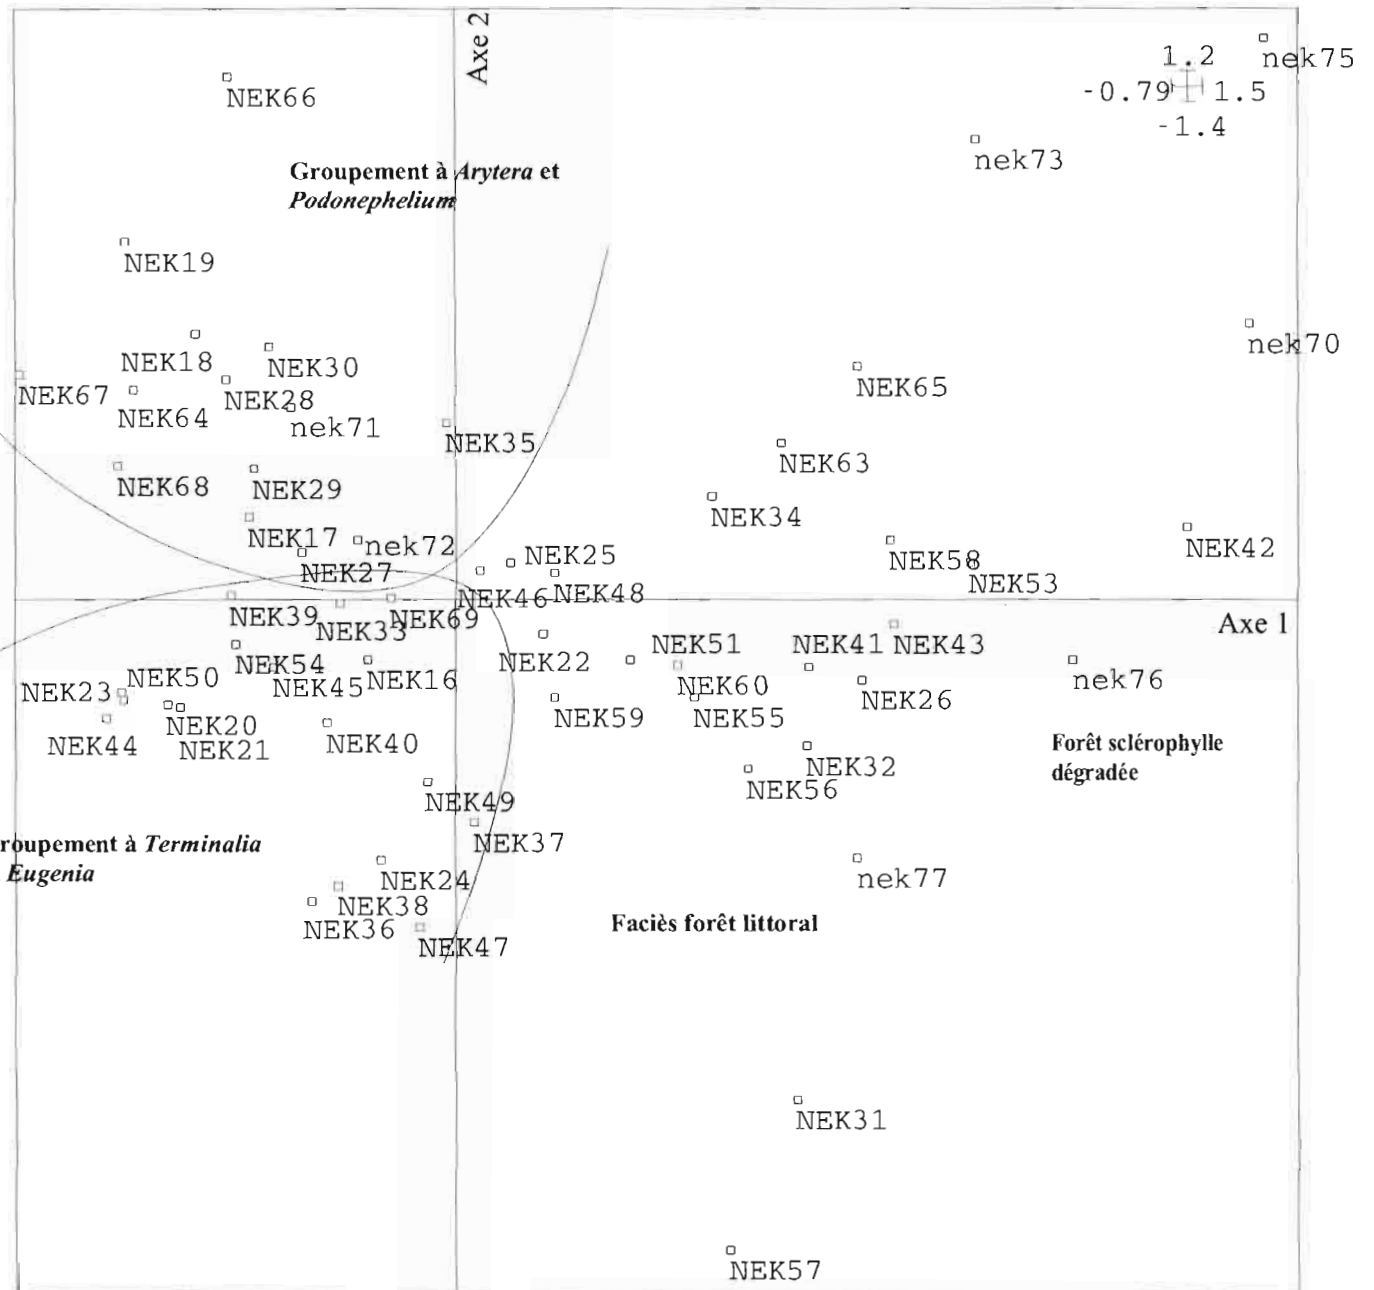 Axe 2
nek75
1.2
-0.79 1.5
-1.4
NEK66
nek73
Groupement à Arytera et
Podonephelium
NEK19
nek70
NEK18
NEK30
NEK65
NEK67
NEK28
NEK64
nek71
NEK35
NEK63
NEK68
NEK29
NEK34
NEK17
nek72
NEK25
NEK58
NEK42
NEK27
NEK53
NEK46
NEK48
NEK39
NEK33
NEK69
Axe 1
NEK51
NEK41
NEK43
NEK54
NEK22
NEK50
NEK45
NEK16
NEK60
nek76
NEK23
NEK26
NEK20
NEK59
NEK55
NEK44
NEK21
NEK40
Forêt sclérophylle
dégradée
NEK32
NEK56
NEK49
NEK37
roupement à Terminalia
Eugenia
NEK24
nek77
NEK38
NEK36
Faciès forêt littoral
NEK47
NEK31
NEK57